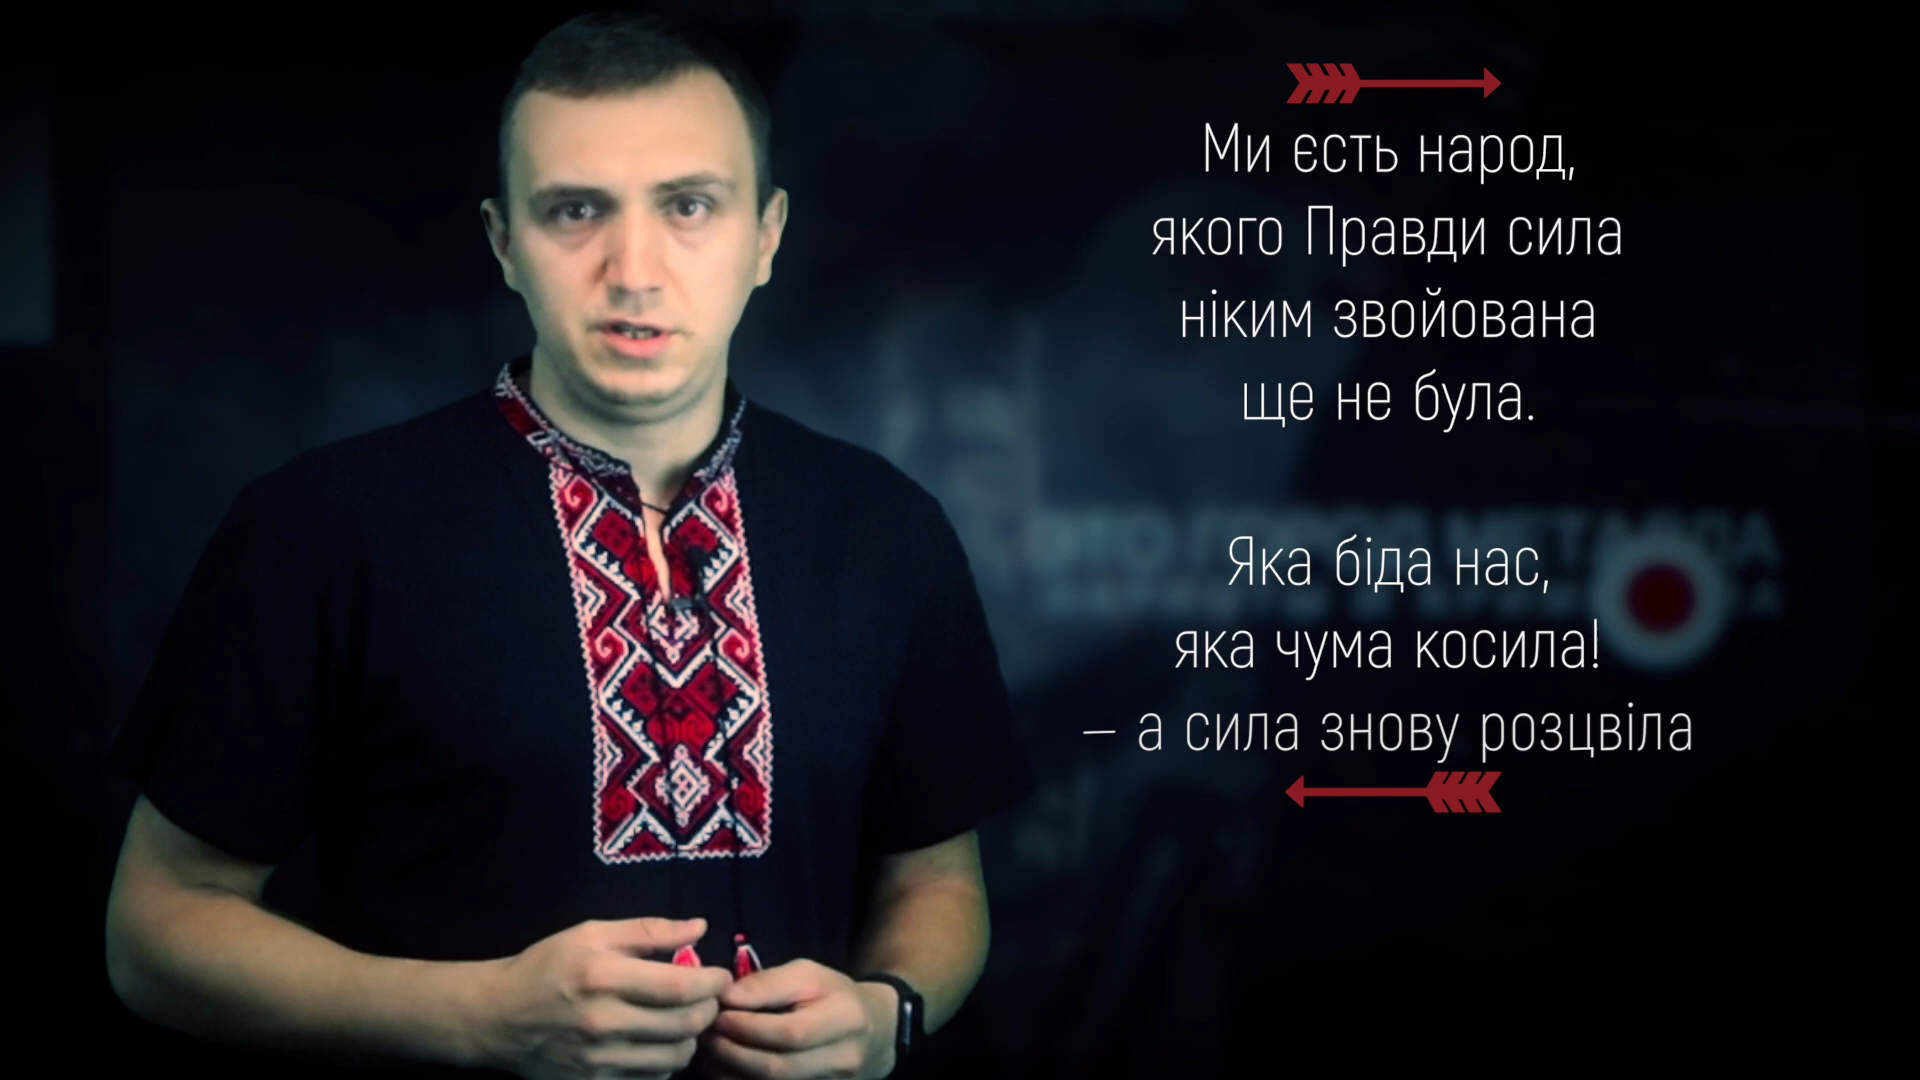 Ми єсть народ,
якого Правди сила
ніким звойована
ще не була.
Яка біда нас,
яка чума косила!
– а сила знову розцвіла